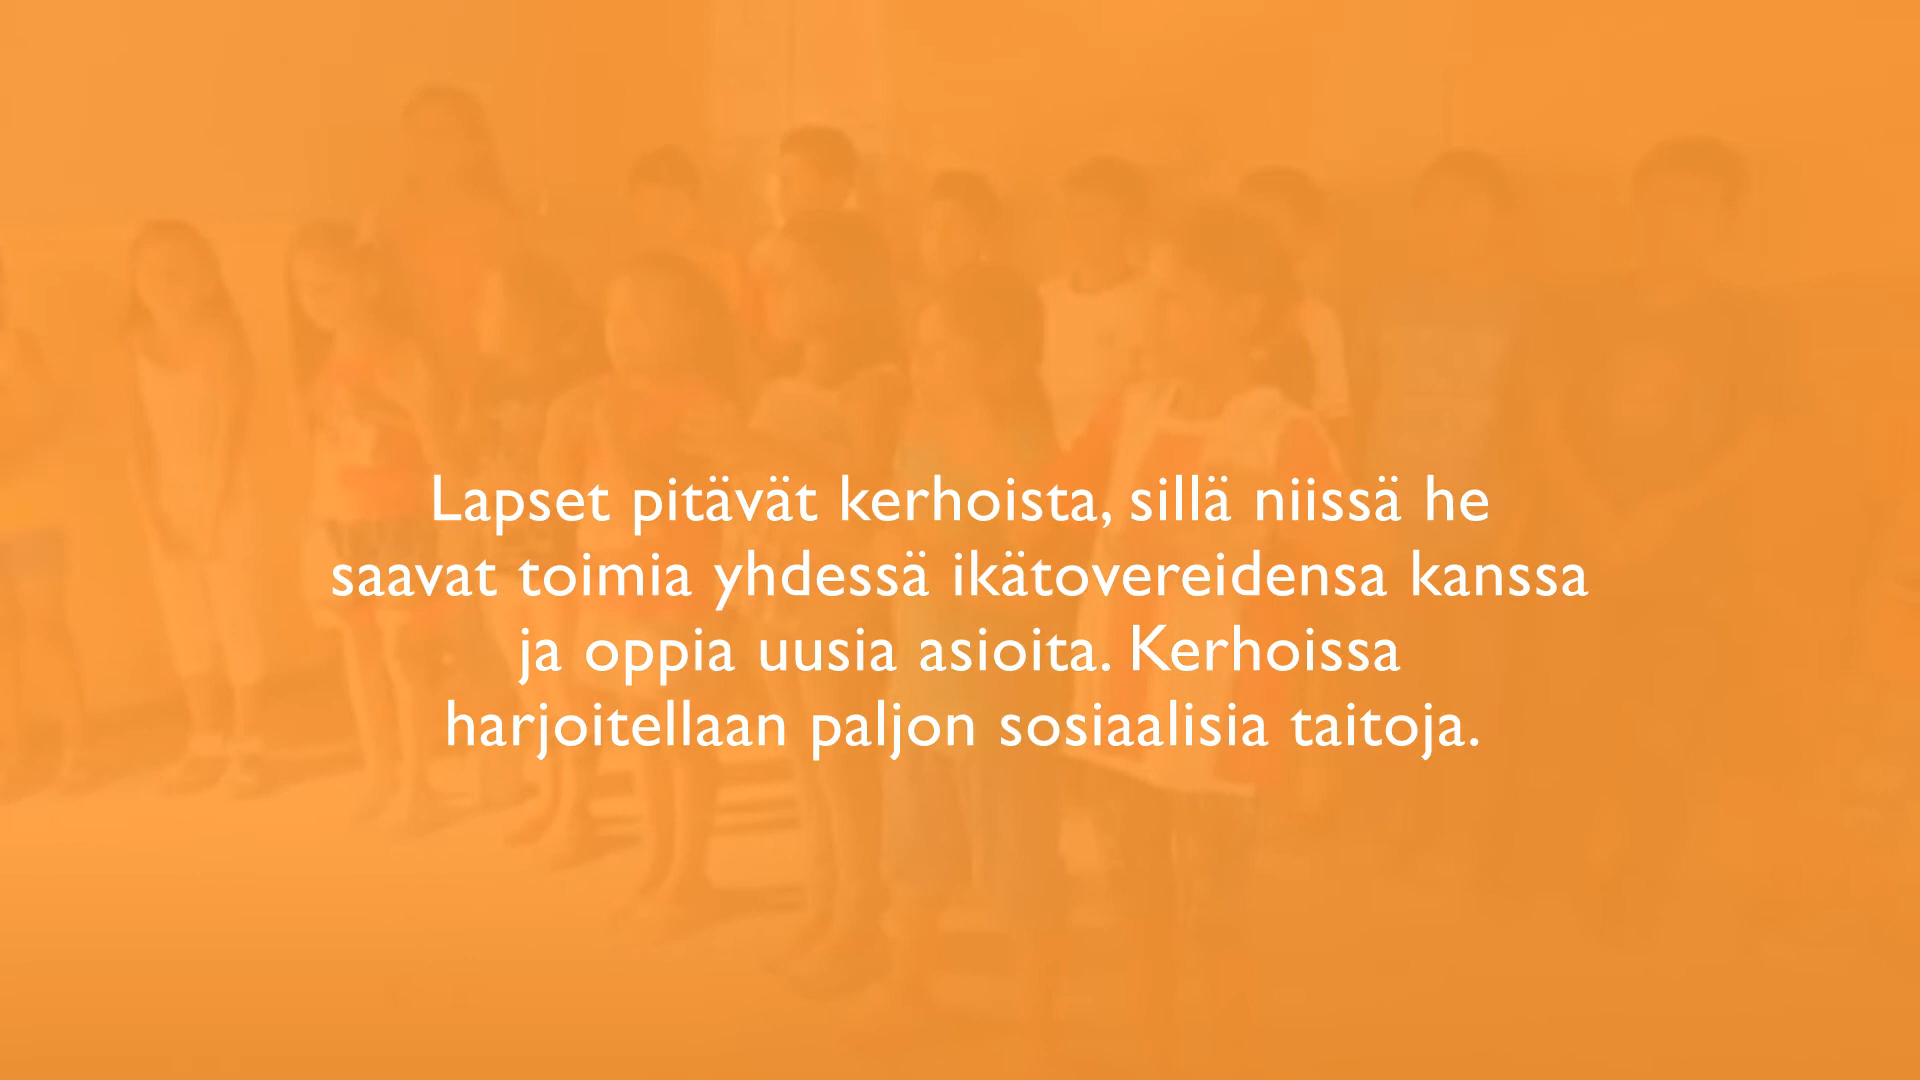 Lapset pitävät kerhoista, sillä niissä he
saavat toimia yhdessä ikätovereidensa kanssa
ja oppia uusia asioita. Kerhoissa
harjoitellaan paljon sosiaalisia taitoja.